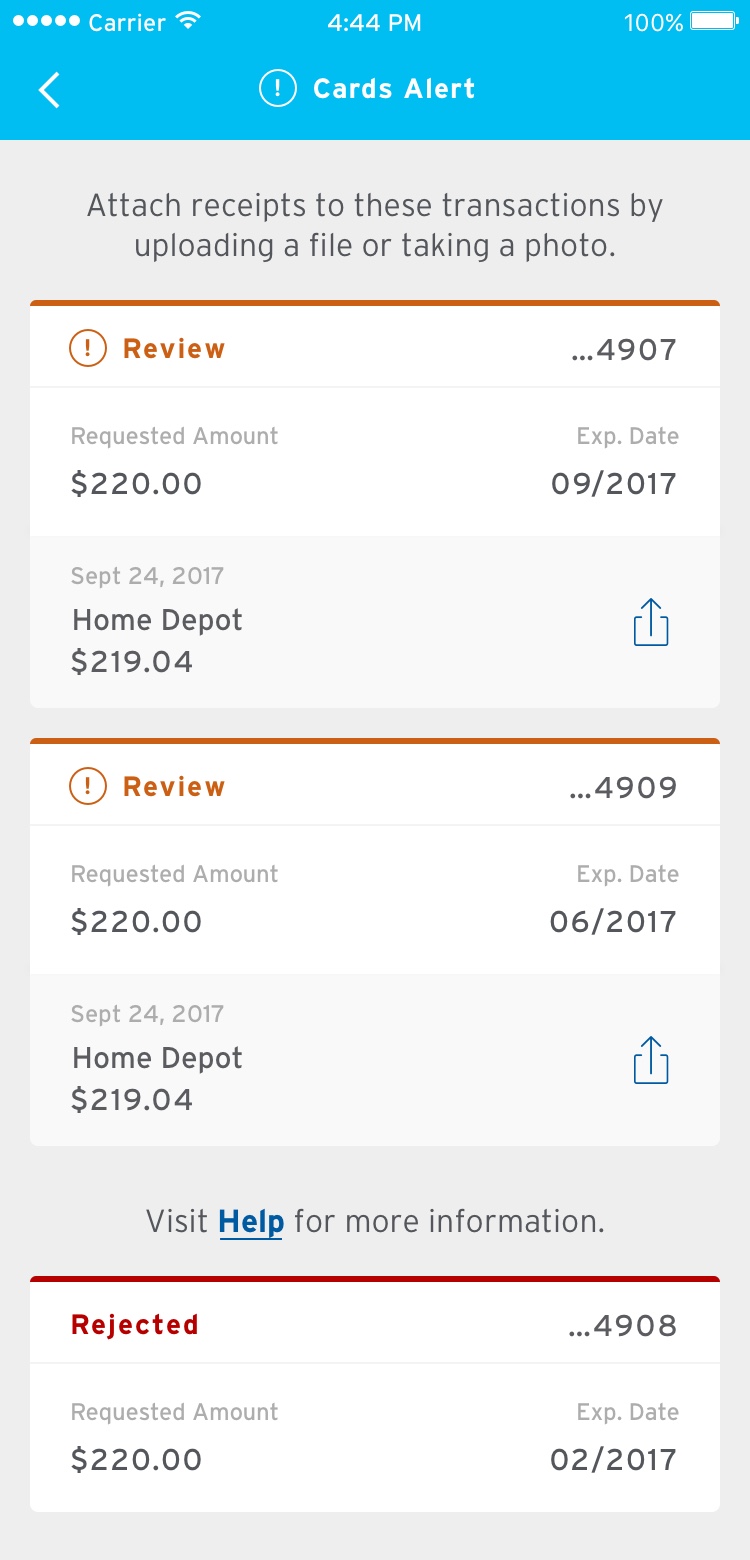 Carrier 4:44 PM 100%
! Cards Alert
Attach receipts to these transactions by
uploading a file or taking a photo.
! Review ...4907
Requested Amount Exp. Date
$220.00 09/2017
Sept 24, 2017
Home Depot
$219.04
! Review ...4909
Requested Amount Exp. Date
$220.00 06/2017
Sept 24, 2017
Home Depot
$219.04
Visit Help for more information.
Rejected ...4908
Requested Amount Exp. Date
$220.00 02/2017